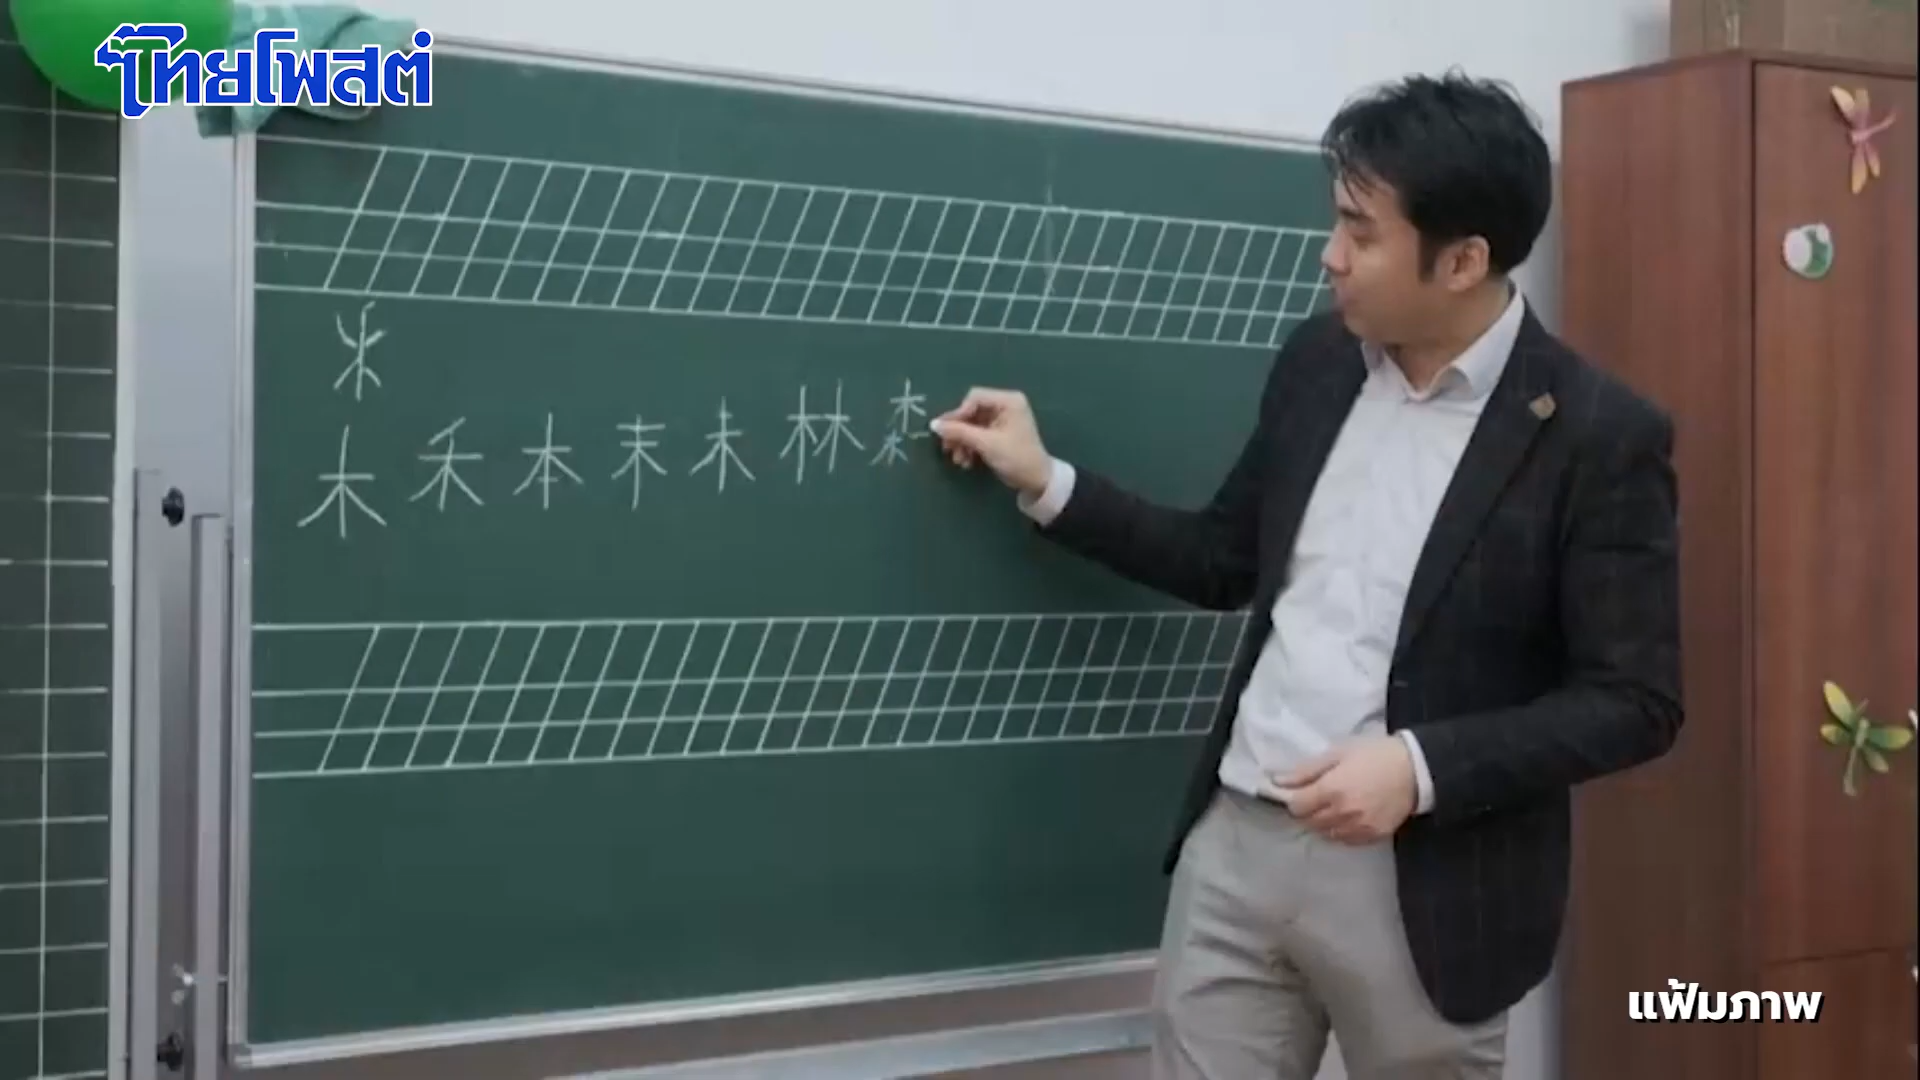 ไทยโพสต์
木 禾 本 末 未 林 森
แฟ้มภาพ